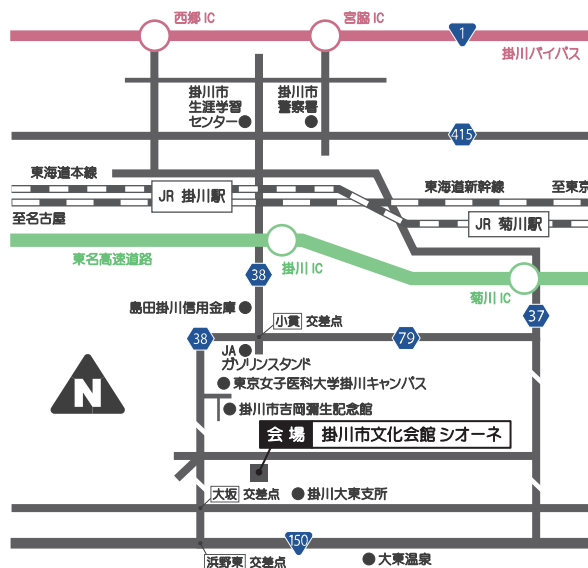 西郷 IC
宮脇 IC
1
掛川バイパス
掛川市
生涯学習
センター
掛川市
警察署
415
東海道本線
JR 掛川駅
東海道新幹線
至東京
至名古屋
JR 菊川駅
東名高速道路
掛川 IC
38
菊川 IC
島田掛川信用金庫
小貫 交差点
37
38
79
JA
ガソリンスタンド
東京女子医科大学掛川キャンパス
掛川市吉岡彌生記念館
N
会 場 掛川市文化会館 シオーネ
大坂 交差点
掛川大東支所
150
浜野東 交差点
大東温泉